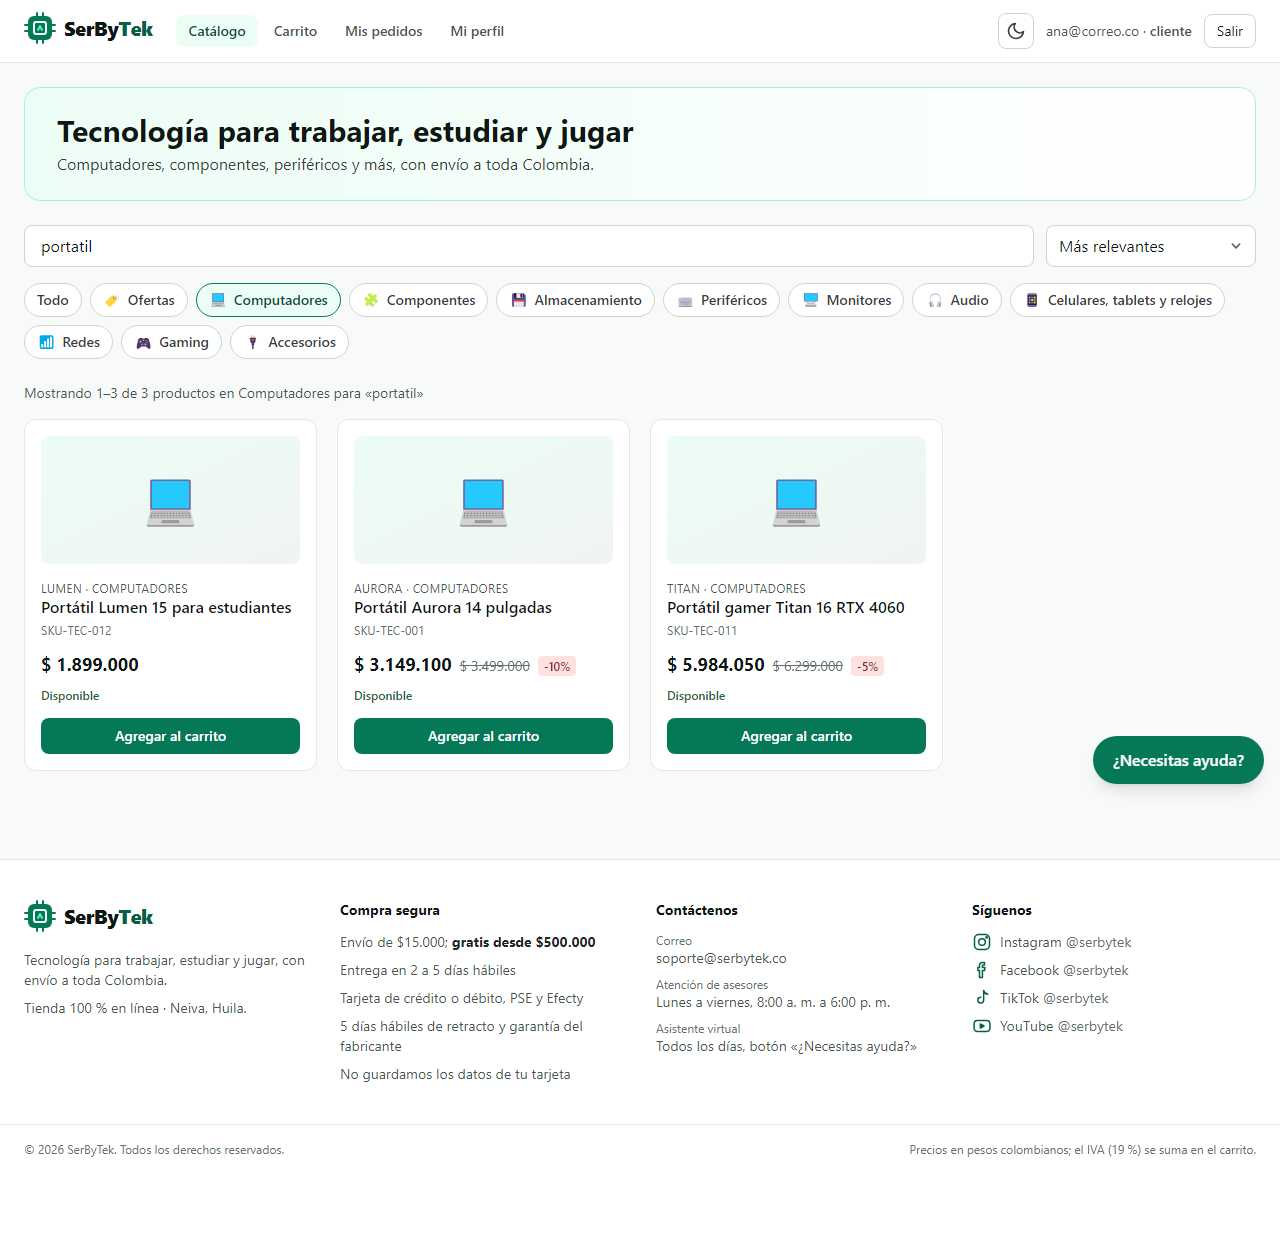 SerByTek
Catálogo
Carrito
Mis pedidos
Mi perfil
ana@correo.co · cliente
Salir
Tecnología para trabajar, estudiar y jugar
Computadores, componentes, periféricos y más, con envío a toda Colombia.
portatil
Más relevantes
Todo
Ofertas
Computadores
Componentes
Almacenamiento
Periféricos
Monitores
Audio
Celulares, tablets y relojes
Redes
Gaming
Accesorios
Mostrando 1–3 de 3 productos en Computadores para «portatil»
LUMEN · COMPUTADORES
Portátil Lumen 15 para estudiantes
SKU-TEC-012
$ 1.899.000
Disponible
Agregar al carrito
AURORA · COMPUTADORES
Portátil Aurora 14 pulgadas
SKU-TEC-001
$ 3.149.100 $ 3.499.000 -10%
Disponible
Agregar al carrito
TITAN · COMPUTADORES
Portátil gamer Titan 16 RTX 4060
SKU-TEC-011
$ 5.984.050 $ 6.299.000 -5%
Disponible
Agregar al carrito
¿Necesitas ayuda?
SerByTek
Tecnología para trabajar, estudiar y jugar, con
envío a toda Colombia.
Tienda 100 % en línea · Neiva, Huila.
Compra segura
Envío de $15.000; gratis desde $500.000
Entrega en 2 a 5 días hábiles
Tarjeta de crédito o débito, PSE y Efecty
5 días hábiles de retracto y garantía del
fabricante
No guardamos los datos de tu tarjeta
Contáctenos
Correo
soporte@serbytek.co
Atención de asesores
Lunes a viernes, 8:00 a. m. a 6:00 p. m.
Asistente virtual
Todos los días, botón «¿Necesitas ayuda?»
Síguenos
Instagram @serbytek
Facebook @serbytek
TikTok @serbytek
YouTube @serbytek
© 2026 SerByTek. Todos los derechos reservados.
Precios en pesos colombianos; el IVA (19 %) se suma en el carrito.